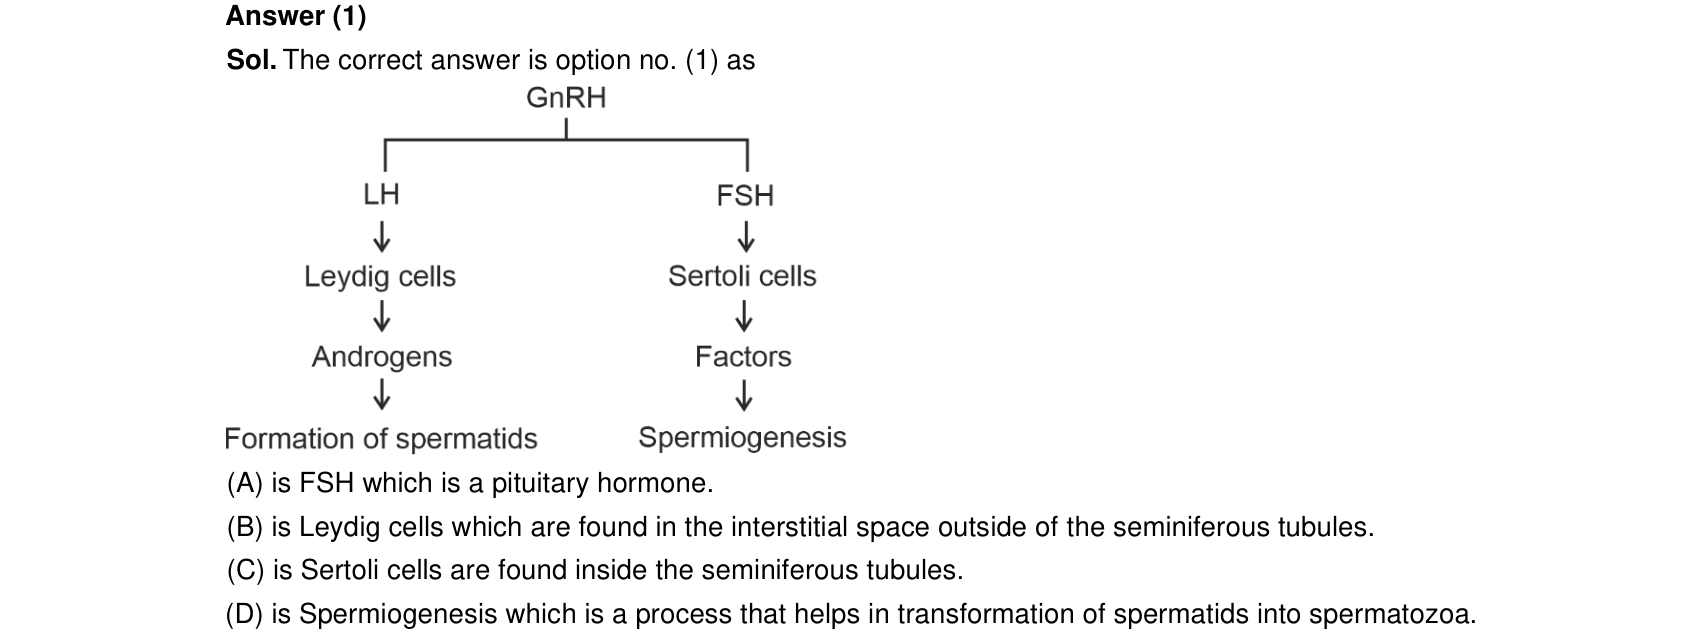 Answer (1)
Sol. The correct answer is option no. (1) as
GnRH
LH FSH
Leydig cells Sertoli cells
Androgens Factors
Formation of spermatids Spermiogenesis
(A) is FSH which is a pituitary hormone.
(B) is Leydig cells which are found in the interstitial space outside of the seminiferous tubules.
(C) is Sertoli cells are found inside the seminiferous tubules.
(D) is Spermiogenesis which is a process that helps in transformation of spermatids into spermatozoa.